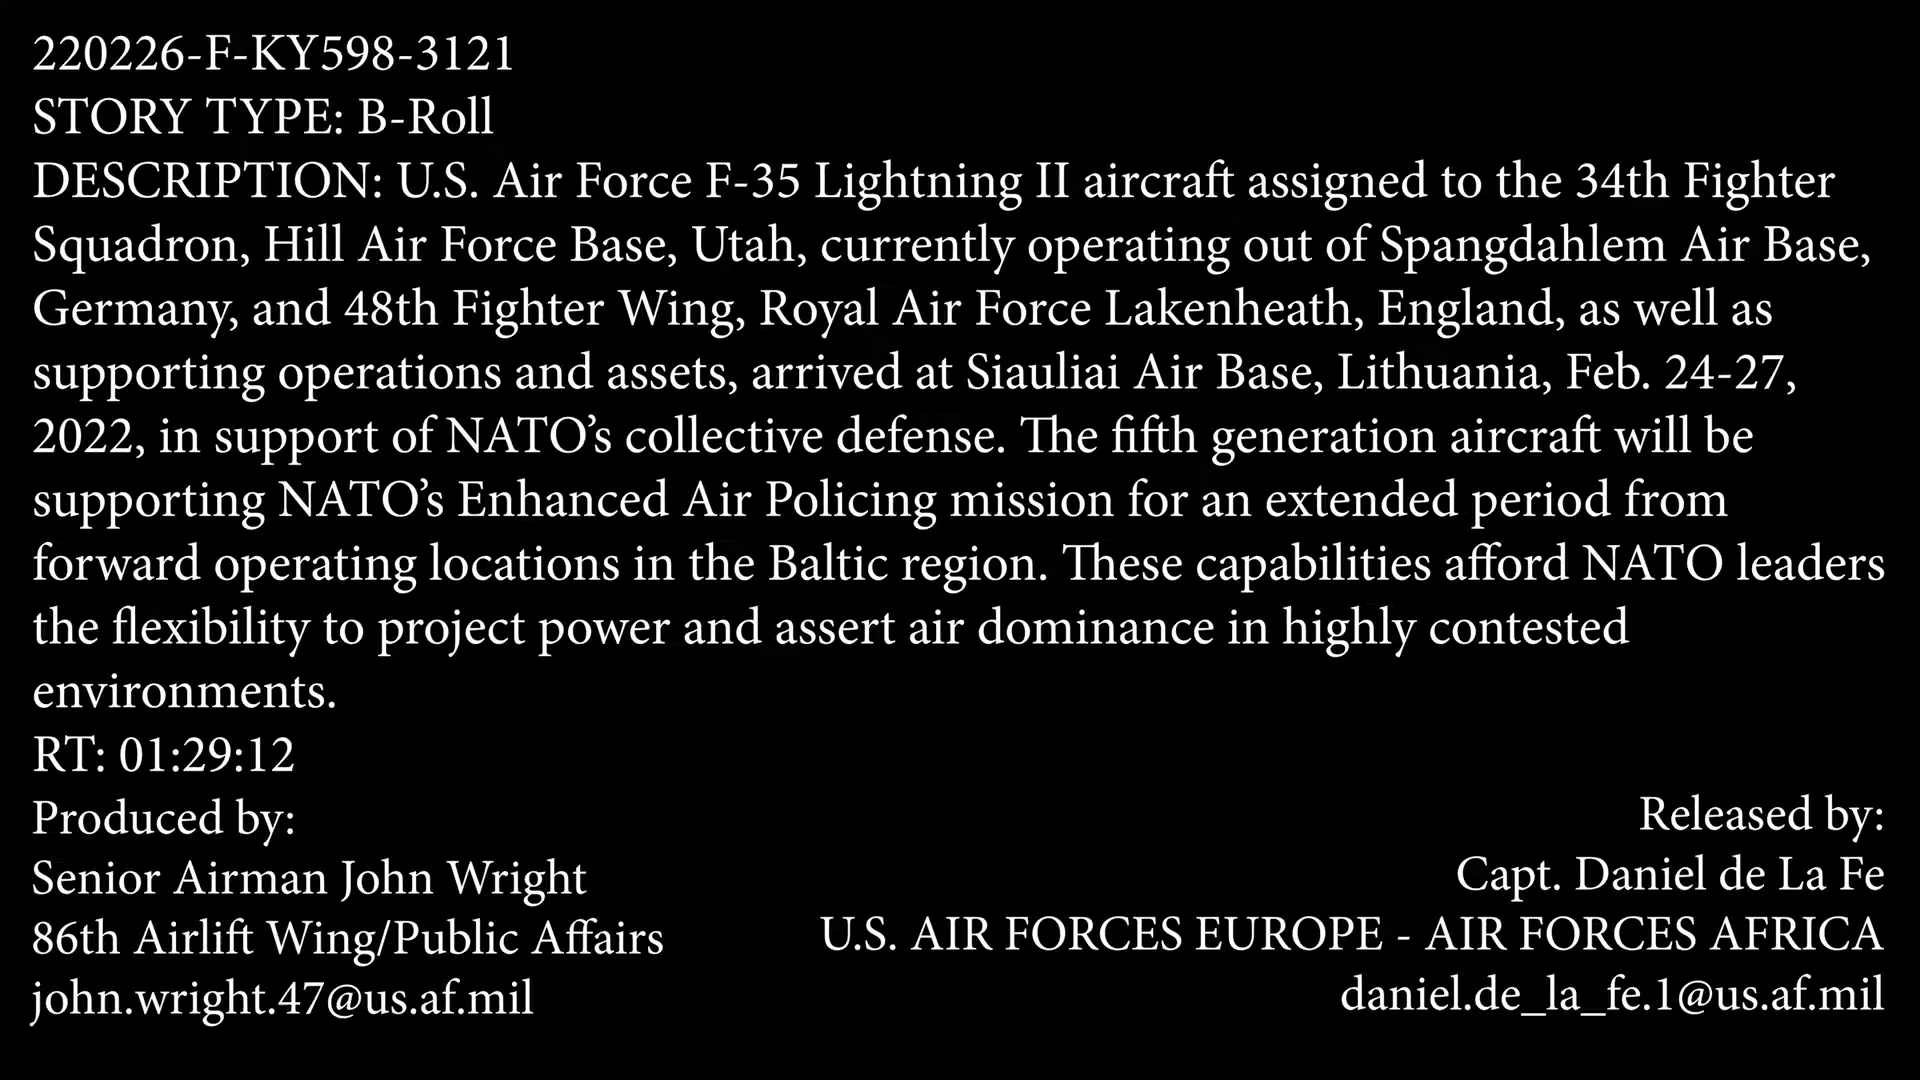 220226-F-KY598-3121
STORY TYPE: B-Roll
DESCRIPTION: U.S. Air Force F-35 Lightning II aircraft assigned to the 34th Fighter
Squadron, Hill Air Force Base, Utah, currently operating out of Spangdahlem Air Base,
Germany, and 48th Fighter Wing, Royal Air Force Lakenheath, England, as well as
supporting operations and assets, arrived at Siauliai Air Base, Lithuania, Feb. 24-27,
2022, in support of NATO’s collective defense. The fifth generation aircraft will be
supporting NATO’s Enhanced Air Policing mission for an extended period from
forward operating locations in the Baltic region. These capabilities afford NATO leaders
the flexibility to project power and assert air dominance in highly contested
environments.
RT: 01:29:12
Produced by:
Senior Airman John Wright
86th Airlift Wing/Public Affairs
john.wright.47@us.af.mil
Released by:
Capt. Daniel de La Fe
U.S. AIR FORCES EUROPE - AIR FORCES AFRICA
daniel.de_la_fe.1@us.af.mil